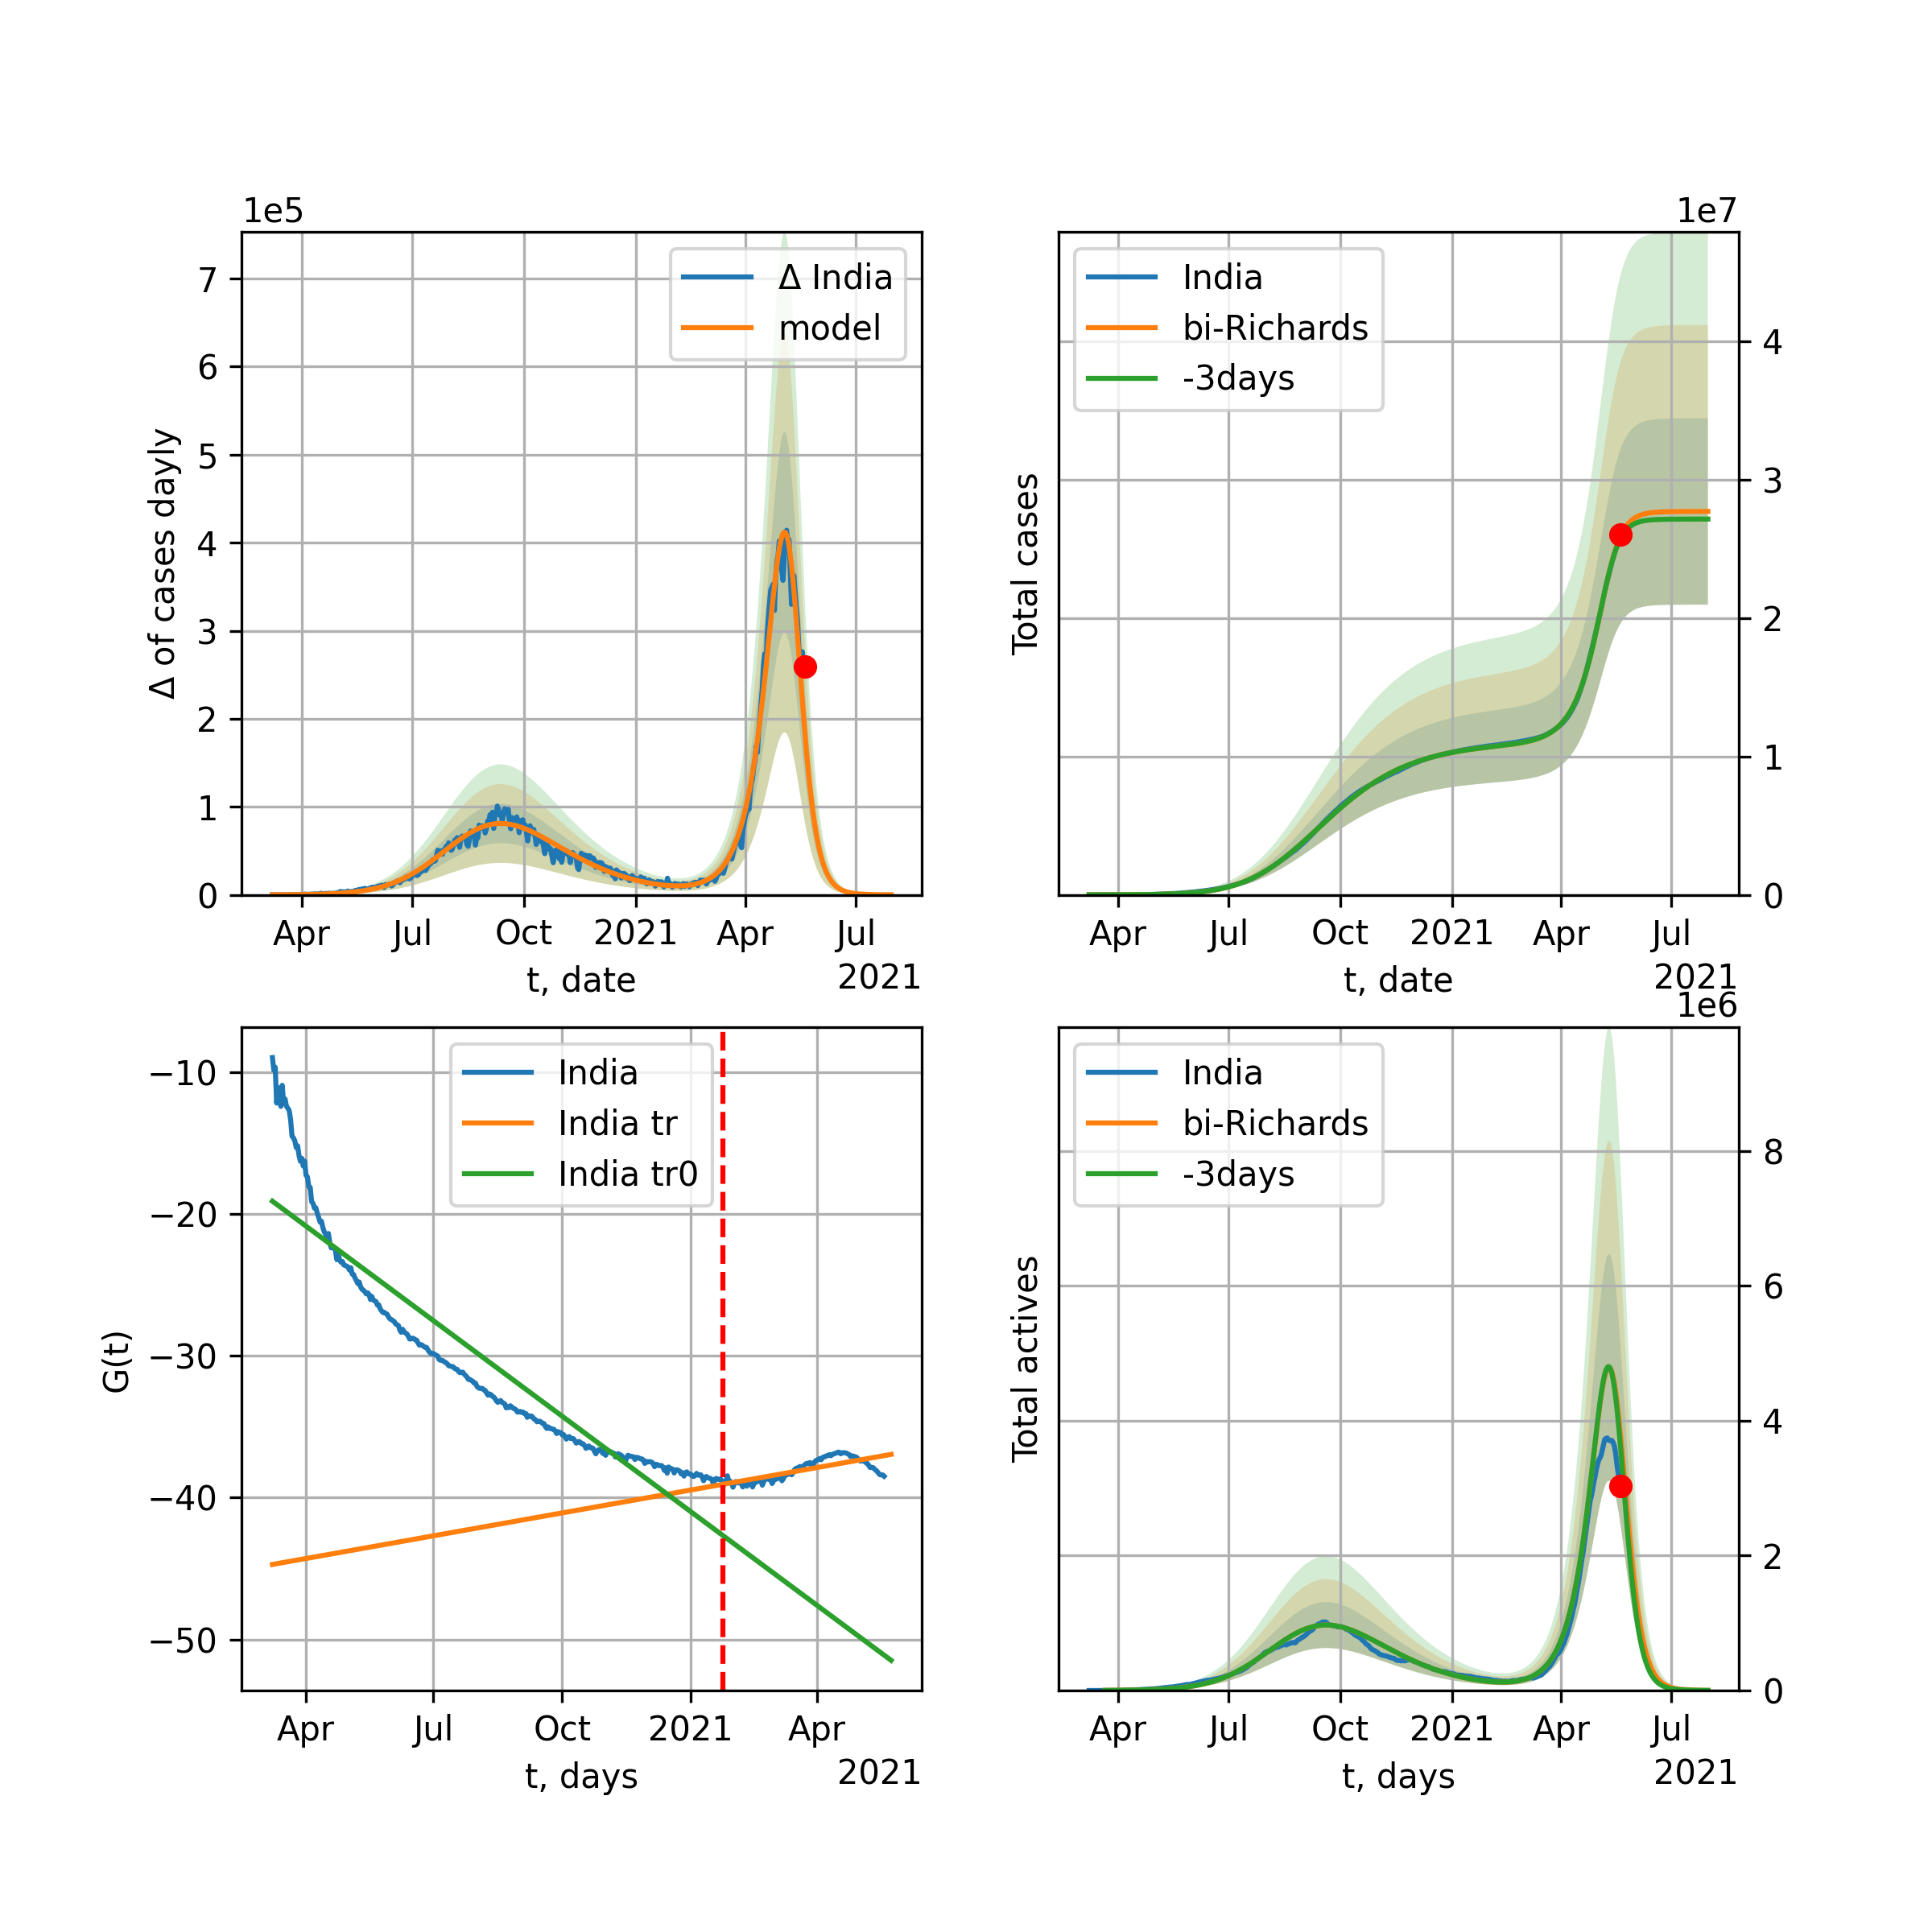 1e5
Δ of cases dayly
7
6
5
4
3
2
1
0
Δ India
model
Apr
Jul
Oct
2021
Apr
Jul
t, date
2021
1e7
Total cases
India
bi-Richards
-3days
4
3
2
1
0
Apr
Jul
Oct
2021
Apr
Jul
t, date
2021
G(t)
−10
−20
−30
−40
−50
India
India tr
India tr0
Apr
Jul
Oct
2021
Apr
t, days
2021
1e6
Total actives
India
bi-Richards
-3days
8
6
4
2
0
Apr
Jul
Oct
2021
Apr
Jul
t, days
2021